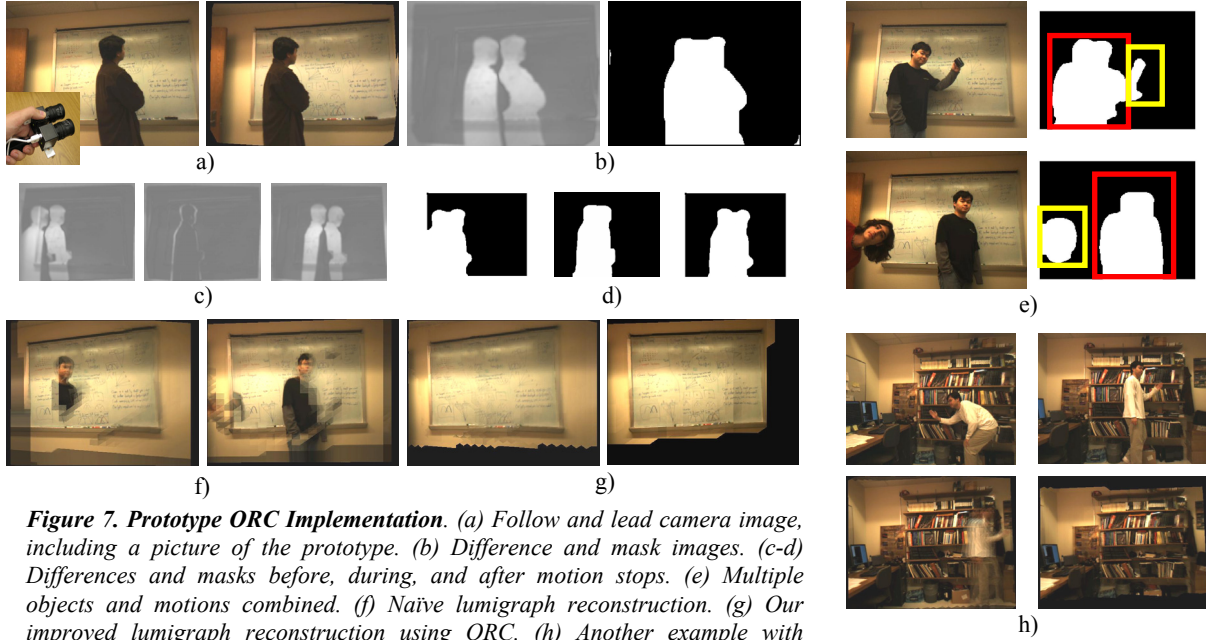 a)
b)
c)
d)
e)
f)
g)
h)
Figure 7. Prototype ORC Implementation. (a) Follow and lead camera image,
including a picture of the prototype. (b) Difference and mask images. (c-d)
Differences and masks before, during, and after motion stops. (e) Multiple
objects and motions combined. (f) Naïve lumigraph reconstruction. (g) Our
improved lumigraph reconstruction using ORC. (h) Another example with